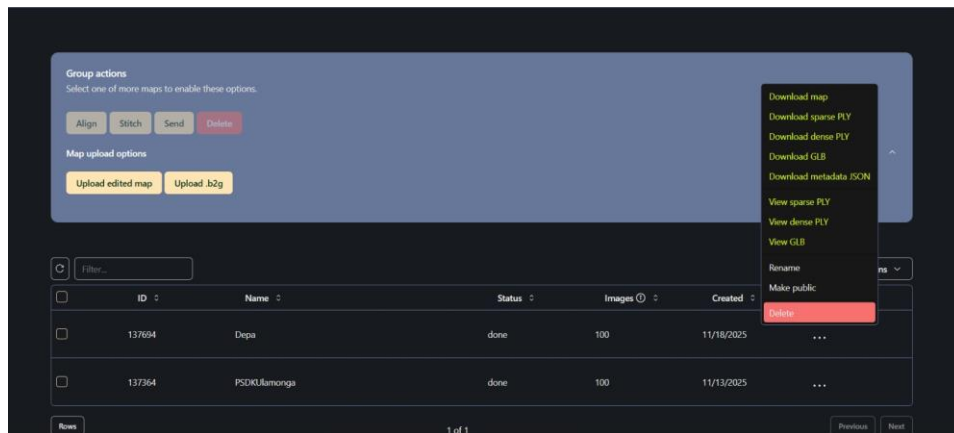 Group actions
Select one of more maps to enable these options.
Align Stitch Send Delete
Map upload options
Upload edited map Upload .b2g
Download map
Download sparse PLY
Download dense PLY
Download GLB
Download metadata JSON
View sparse PLY
View dense PLY
View GLB
Rename
Make public
Delete
Filter...
ns
ID Name Status Images Created
137694 Depa done 100 11/18/2025 ...
137364 PSDKUlamonga done 100 11/13/2025 ...
Rows 1 of 1 Previous Next